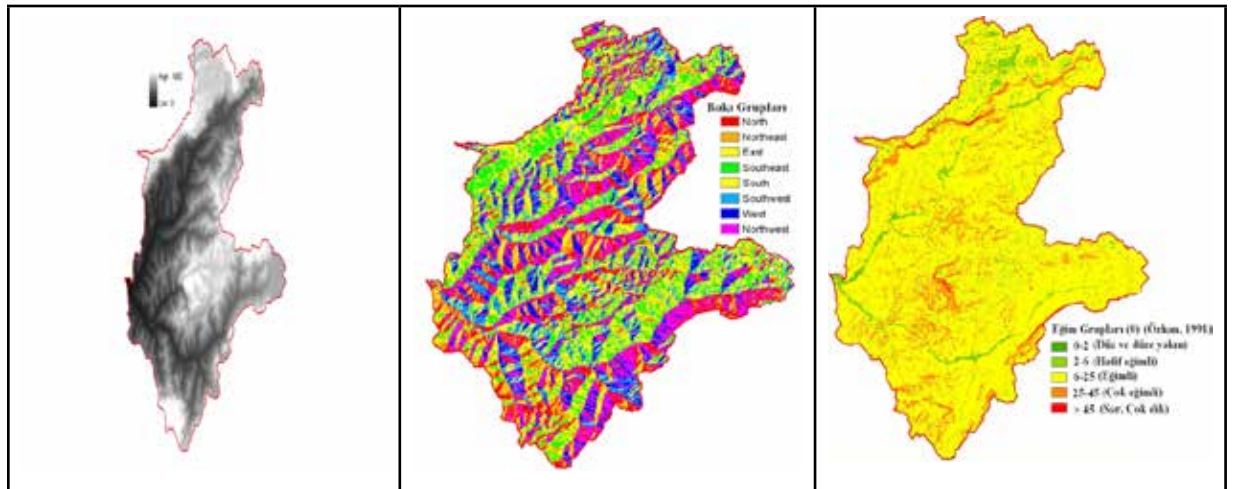 Bakı Grupları
North
Northeast
East
Southeast
South
Southwest
West
Northwest
Eğim Grupları (Özkan, 1991)
0-2 (Düz ve düze yakın)
2-6 (Hafif eğimli)
6-25 (Eğimli)
25-45 (Çok eğimli)
> 45 (Sarp, Çok dik)